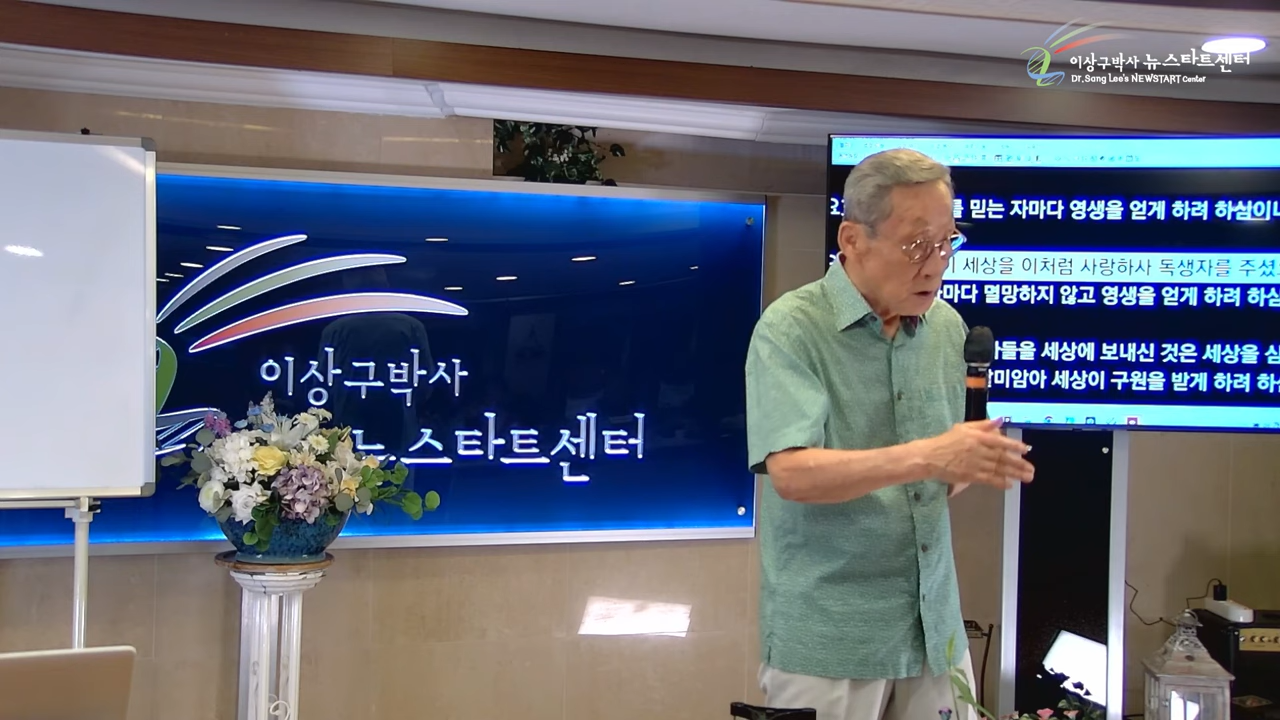 이상구박사 뉴스타트센터
Dr. Sang Lee's NEWSTART Center
를 믿는 자마다 영생을 얻게 하려 하심이니
세상을 이처럼 사랑하사 독생자를 주셨
마다 멸망하지 않고 영생을 얻게 하려 하심
들을 세상에 보내신 것은 세상을 심
말미암아 세상이 구원을 받게 하려 하
이상구박사
뉴스타트센터